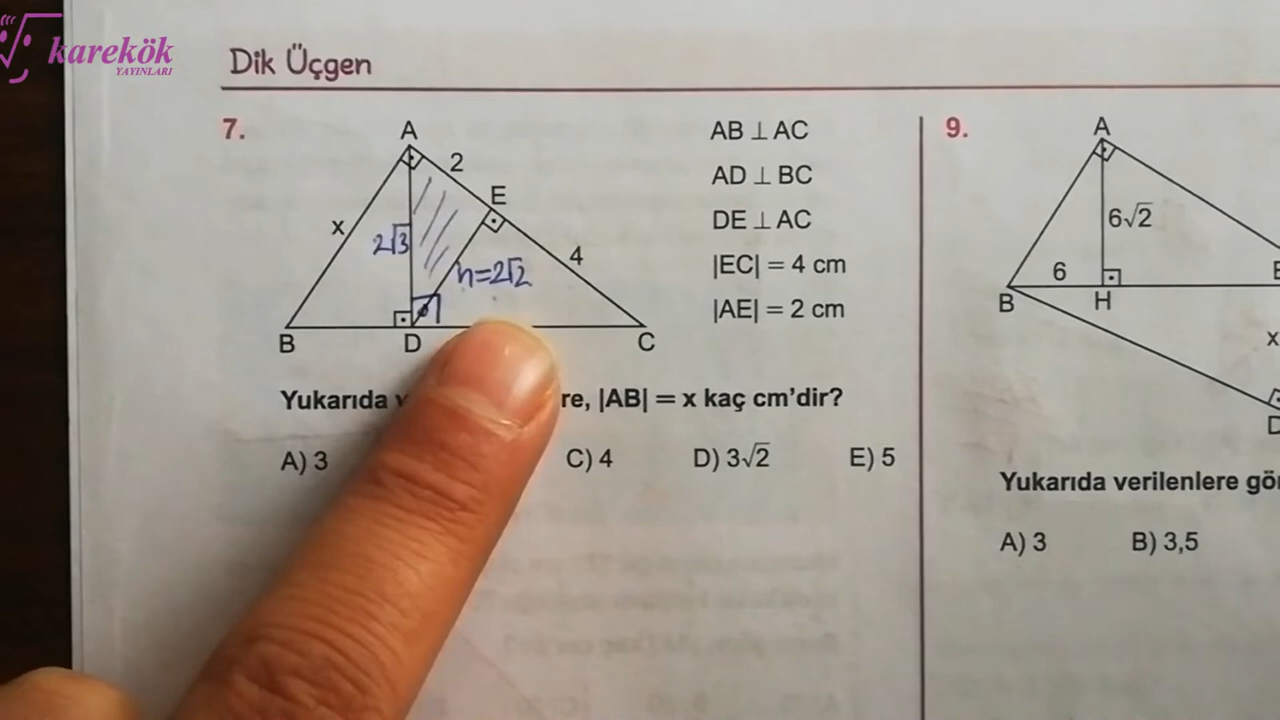 karekök
YAYINLARI
Dik Üçgen
7.
A
2
E
x
2√3
4
h=2√2
B
D
C
AB ⊥ AC
AD ⊥ BC
DE ⊥ AC
|EC| = 4 cm
|AE| = 2 cm
Yukarıda re, |AB| = x kaç cm'dir?
A) 3 C) 4 D) 3√2 E) 5
9.
A
6√2
6
B
H
E
x
D
Yukarıda verilenlere gö
A) 3 B) 3,5